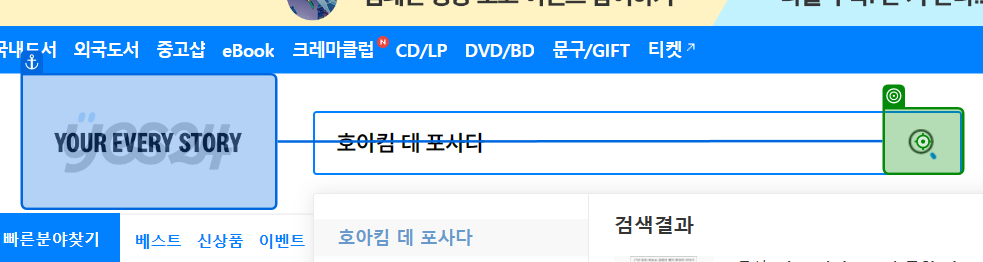 국내도서 외국도서 중고샵 eBook 크레마클럽 N CD/LP DVD/BD 문구/GIFT 티켓
YOUR EVERY STORY
yes24
호아킴 데 포사다
호아킴 데 포사다
검색결과
빠른분야찾기 베스트 신상품 이벤트